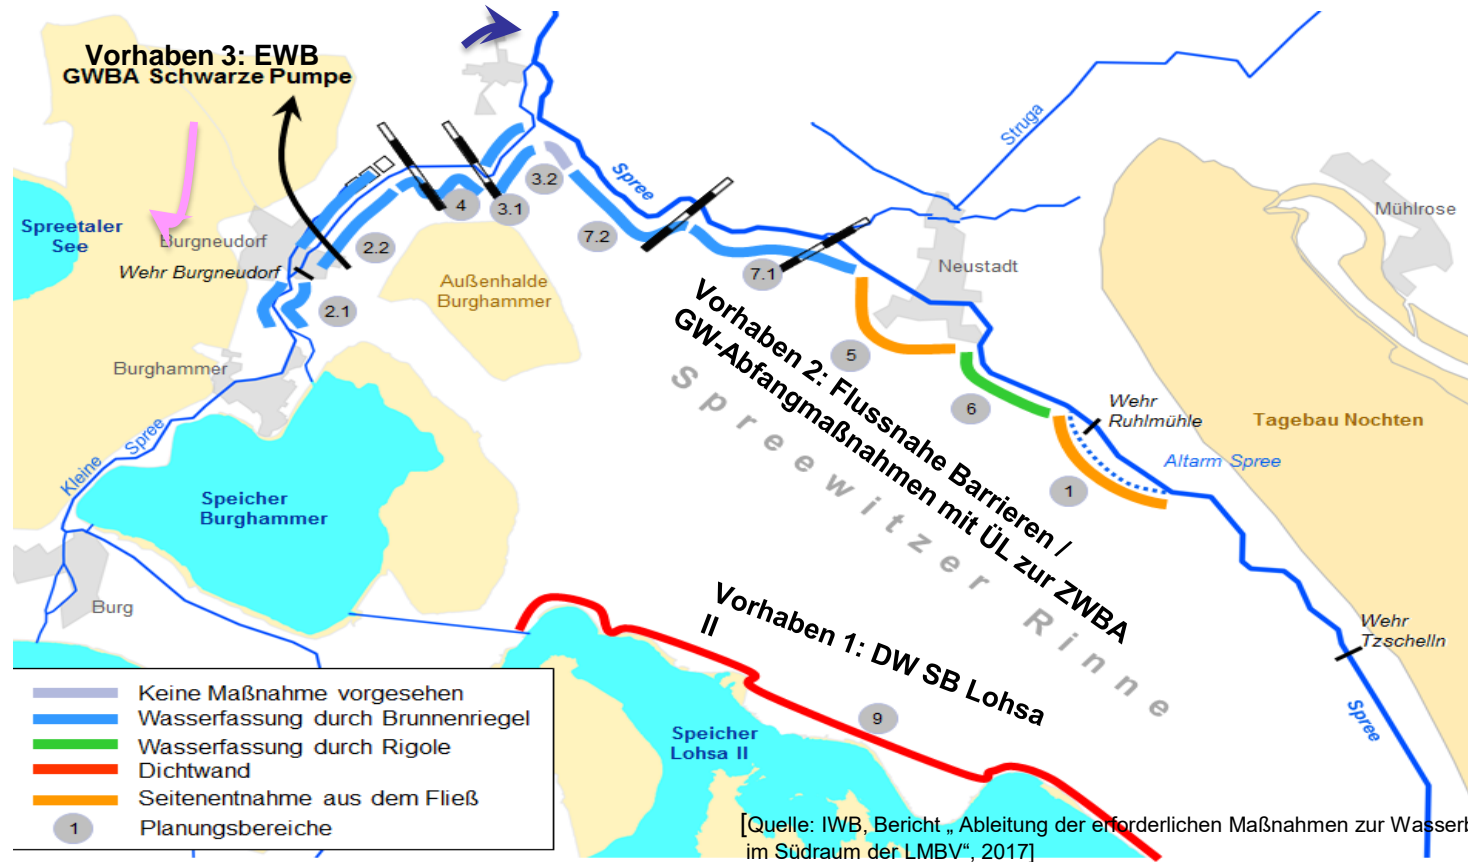 Vorhaben 3: EWB
GWBA Schwarze Pumpe
Spreetaler
See
Burgneudorf
Wehr Burgneudorf
2.2
2.1
4
3.1
3.2
7.2
7.1
Spree
Struga
Mühlrose
Neustadt
Außenhalde
Burghammer
Burghammer
Kleine Spree
Speicher
Burghammer
Burg
5
6
1
Vorhaben 2: Flussnahe Barrieren /
GW-Abfangmaßnahmen mit ÜL zur ZWBA
Spreewitzer Rinne
Wehr
Ruhlmühle
Altarm Spree
Tagebau Nochten
Wehr
Tzschelln
Spree
Vorhaben 1: DW SB Lohsa
II
9
Speicher
Lohsa II
Keine Maßnahme vorgesehen
Wasserfassung durch Brunnenriegel
Wasserfassung durch Rigole
Dichtwand
Seitenentnahme aus dem Fließ
1 Planungsbereiche
[Quelle: IWB, Bericht „ Ableitung der erforderlichen Maßnahmen zur Wasserb
im Südraum der LMBV“, 2017]